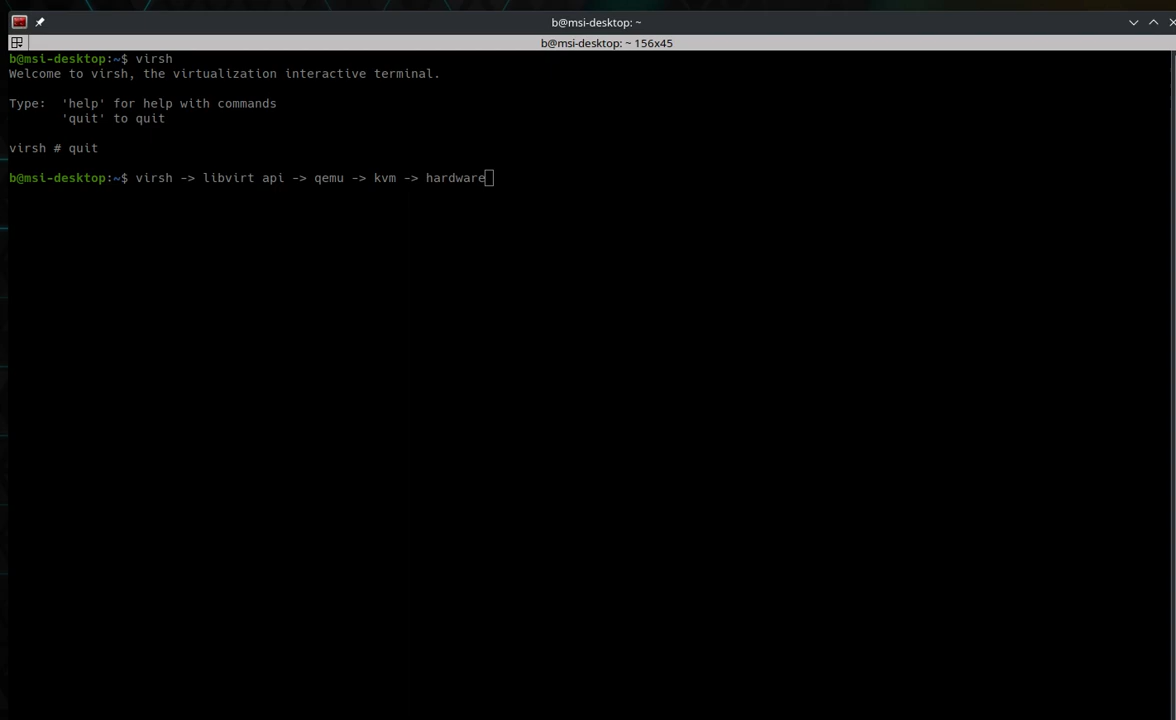 b@msi-desktop: ~
b@msi-desktop: ~ 156x45
b@msi-desktop:~$ virsh
Welcome to virsh, the virtualization interactive terminal.
Type:  'help' for help with commands
       'quit' to quit
virsh # quit
b@msi-desktop:~$ virsh -> libvirt api -> qemu -> kvm -> hardware